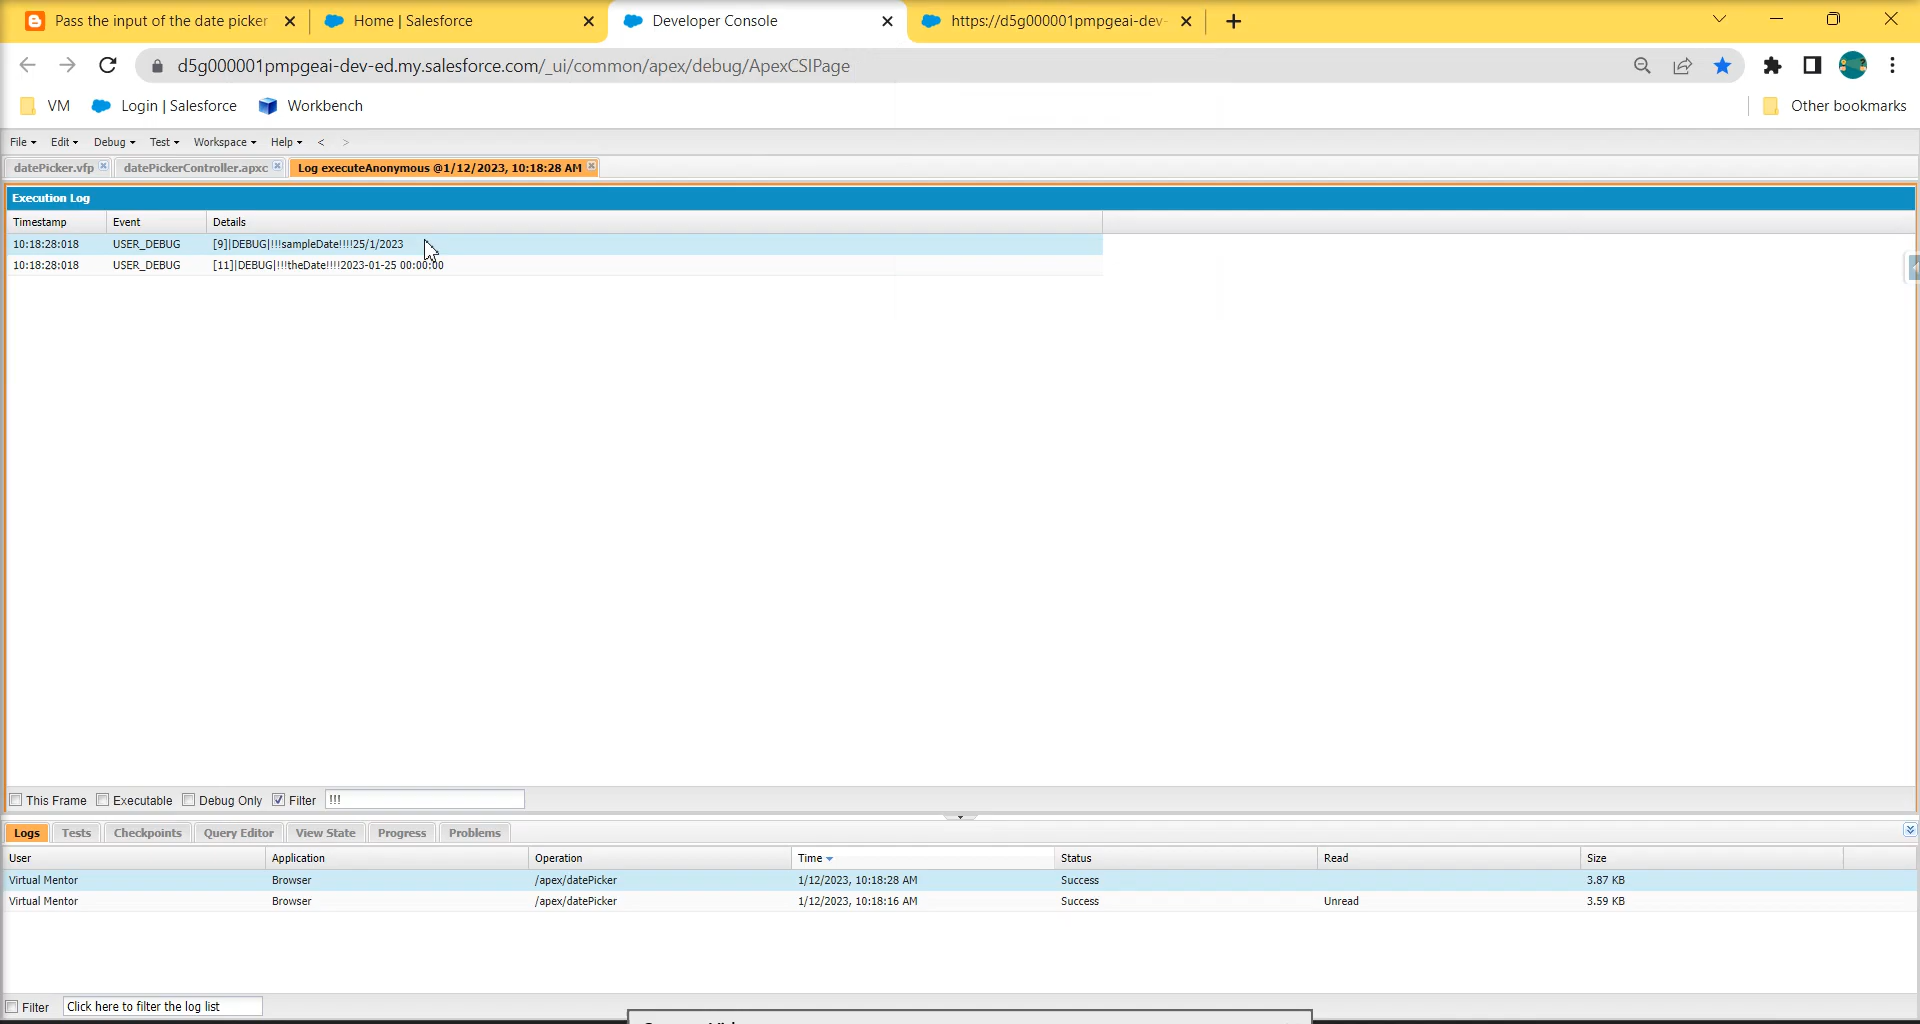 Pass the input of the date picker
Home | Salesforce
Developer Console
https://d5g000001pmpgeai-dev-
d5g000001pmpgeai-dev-ed.my.salesforce.com/_ui/common/apex/debug/ApexCSIPage
VM Login | Salesforce Workbench Other bookmarks
File Edit Debug Test Workspace Help < >
datePicker.vfp datePickerController.apxc Log executeAnonymous @1/12/2023, 10:18:28 AM
Execution Log
Timestamp Event Details
10:18:28:018 USER_DEBUG [9]|DEBUG|!!!sampleDate!!!!25/1/2023
10:18:28:018 USER_DEBUG [11]|DEBUG|!!!theDate!!!!2023-01-25 00:00:00
This Frame Executable Debug Only Filter !!!
Logs Tests Checkpoints Query Editor View State Progress Problems
User Application Operation Time Status Read Size
Virtual Mentor Browser /apex/datePicker 1/12/2023, 10:18:28 AM Success 3.87 KB
Virtual Mentor Browser /apex/datePicker 1/12/2023, 10:18:16 AM Success Unread 3.59 KB
Filter Click here to filter the log list